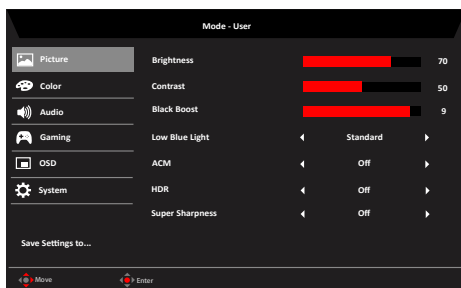 Mode - User
Picture
Brightness 70
Color
Contrast 50
Audio
Black Boost 9
Gaming
Low Blue Light Standard
OSD
ACM Off
System
HDR Off
Super Sharpness Off
Save Settings to...
Move Enter